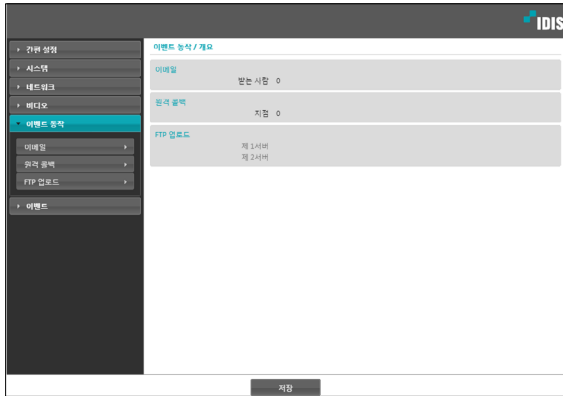 IDIS
간편 설정
시스템
네트워크
비디오
이벤트 동작
이메일
원격 콜백
FTP 업로드
이벤트
이벤트 동작 / 개요
이메일
받는 사람 0
원격 콜백
지점 0
FTP 업로드
제 1서버
제 2서버
저장